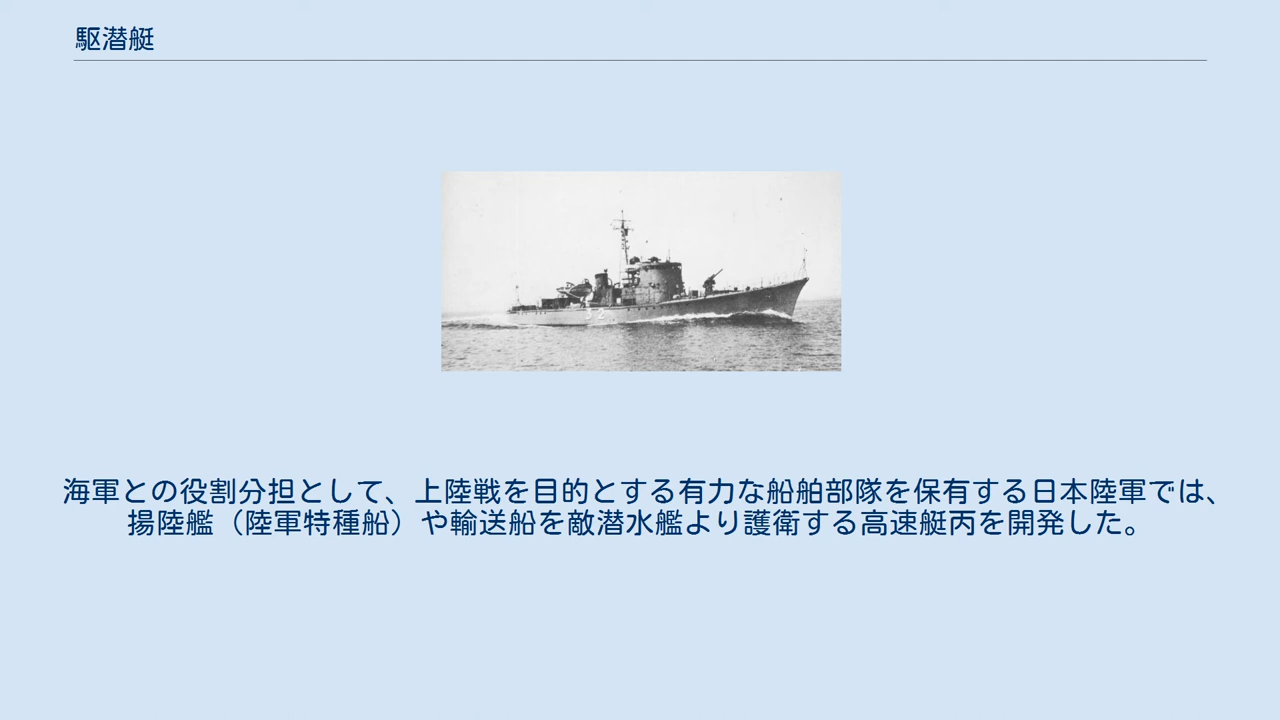 駆潜艇
海軍との役割分担として、上陸戦を目的とする有力な船舶部隊を保有する日本陸軍では、
揚陸艦（陸軍特種船）や輸送船を敵潜水艦より護衛する高速艇丙を開発した。